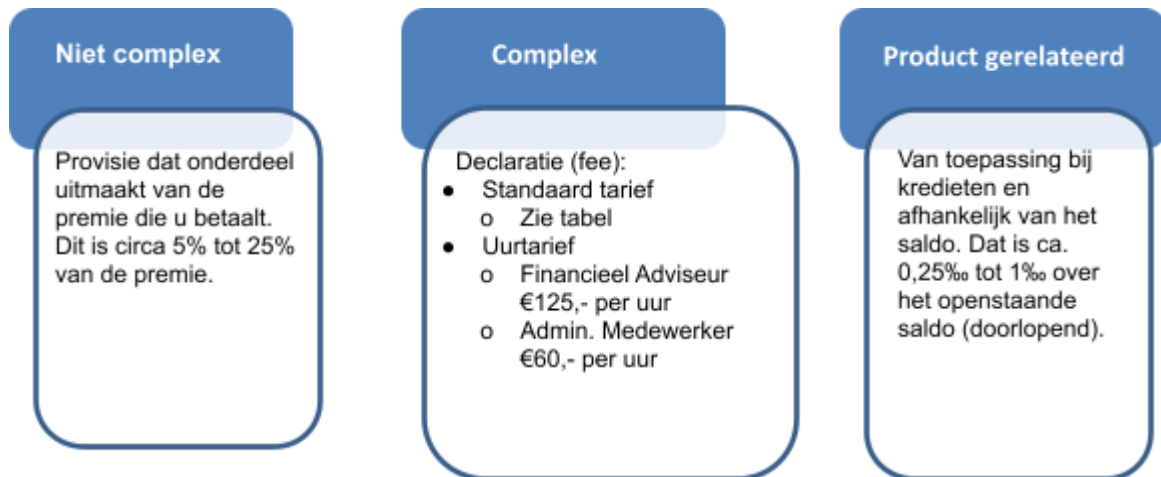 Niet complex
Provisie dat onderdeel
uitmaakt van de
premie die u betaalt.
Dit is circa 5% tot 25%
van de premie.
Complex
Declaratie (fee):
● Standaard tarief
o Zie tabel
● Uurtarief
o Financieel Adviseur
€125,- per uur
o Admin. Medewerker
€60,- per uur
Product gerelateerd
Van toepassing bij
kredieten en
afhankelijk van het
saldo. Dat is ca.
0,25‰ tot 1‰ over
het openstaande
saldo (doorlopend).